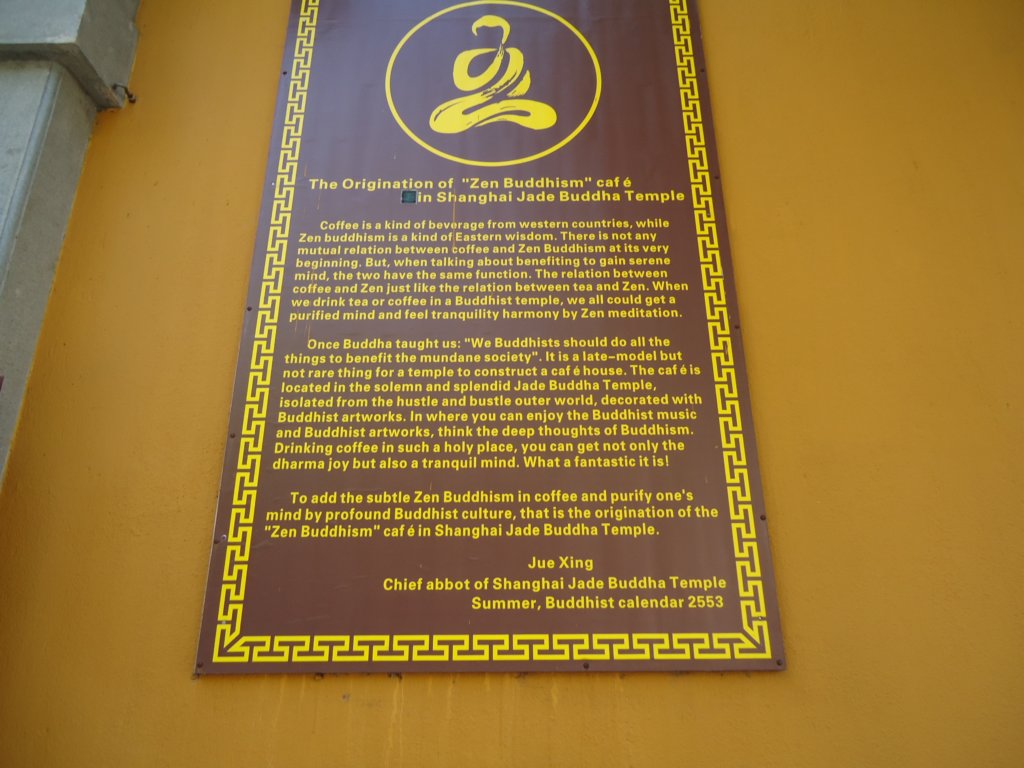 The Origination of "Zen Buddhism" café
in Shanghai Jade Buddha Temple
Coffee is a kind of beverage from western countries, while
Zen buddhism is a kind of Eastern wisdom. There is not any
mutual relation between coffee and Zen Buddhism at its very
beginning. But, when talking about benefiting to gain serene
mind, the two have the same function. The relation between
coffee and Zen just like the relation between tea and Zen. When
we drink tea or coffee in a Buddhist temple, we all could get a
purified mind and feel tranquility harmony by Zen meditation.
Once Buddha taught us: "We Buddhists should do all the
things to benefit the mundane society". It is a late-model but
not rare thing for a temple to construct a café house. The café is
located in the solemn and splendid Jade Buddha Temple,
isolated from the hustle and bustle outer world, decorated with
Buddhist artworks. In where you can enjoy the Buddhist music
and Buddhist artworks, think the deep thoughts of Buddhism.
Drinking coffee in such a holy place, you can get not only the
dharma joy but also a tranquil mind. What a fantastic it is!
To add the subtle Zen Buddhism in coffee and purify one's
mind by profound Buddhist culture, that is the origination of the
"Zen Buddhism" café in Shanghai Jade Buddha Temple.
Jue Xing
Chief abbot of Shanghai Jade Buddha Temple
Summer, Buddhist calendar 2553